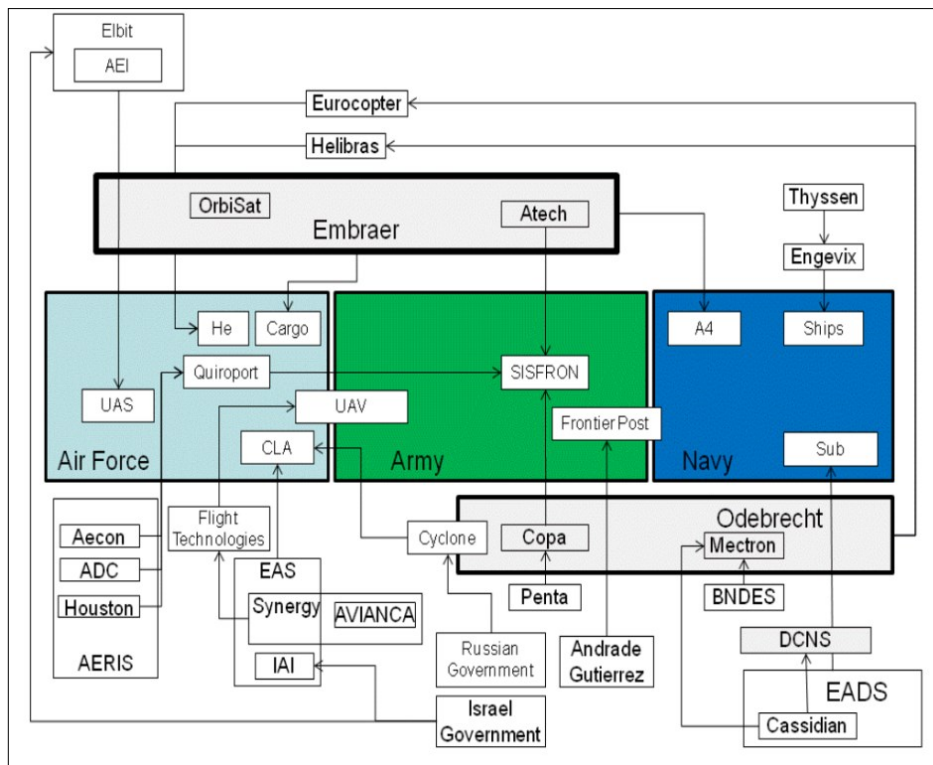 Elbit
AEI
Eurocopter
Helibras
OrbiSat
Atech
Embraer
Thyssen
Engevix
He
Cargo
A4
Ships
Quiroport
SISFRON
UAS
UAV
Frontier Post
CLA
Sub
Air Force
Army
Navy
Aecon
ADC
Houston
AERIS
Flight
Technologies
EAS
Synergy
AVIANCA
IAI
Cyclone
Copa
Odebrecht
Mectron
Penta
BNDES
Russian
Government
Andrade
Gutierrez
Israel
Government
DCNS
EADS
Cassidian